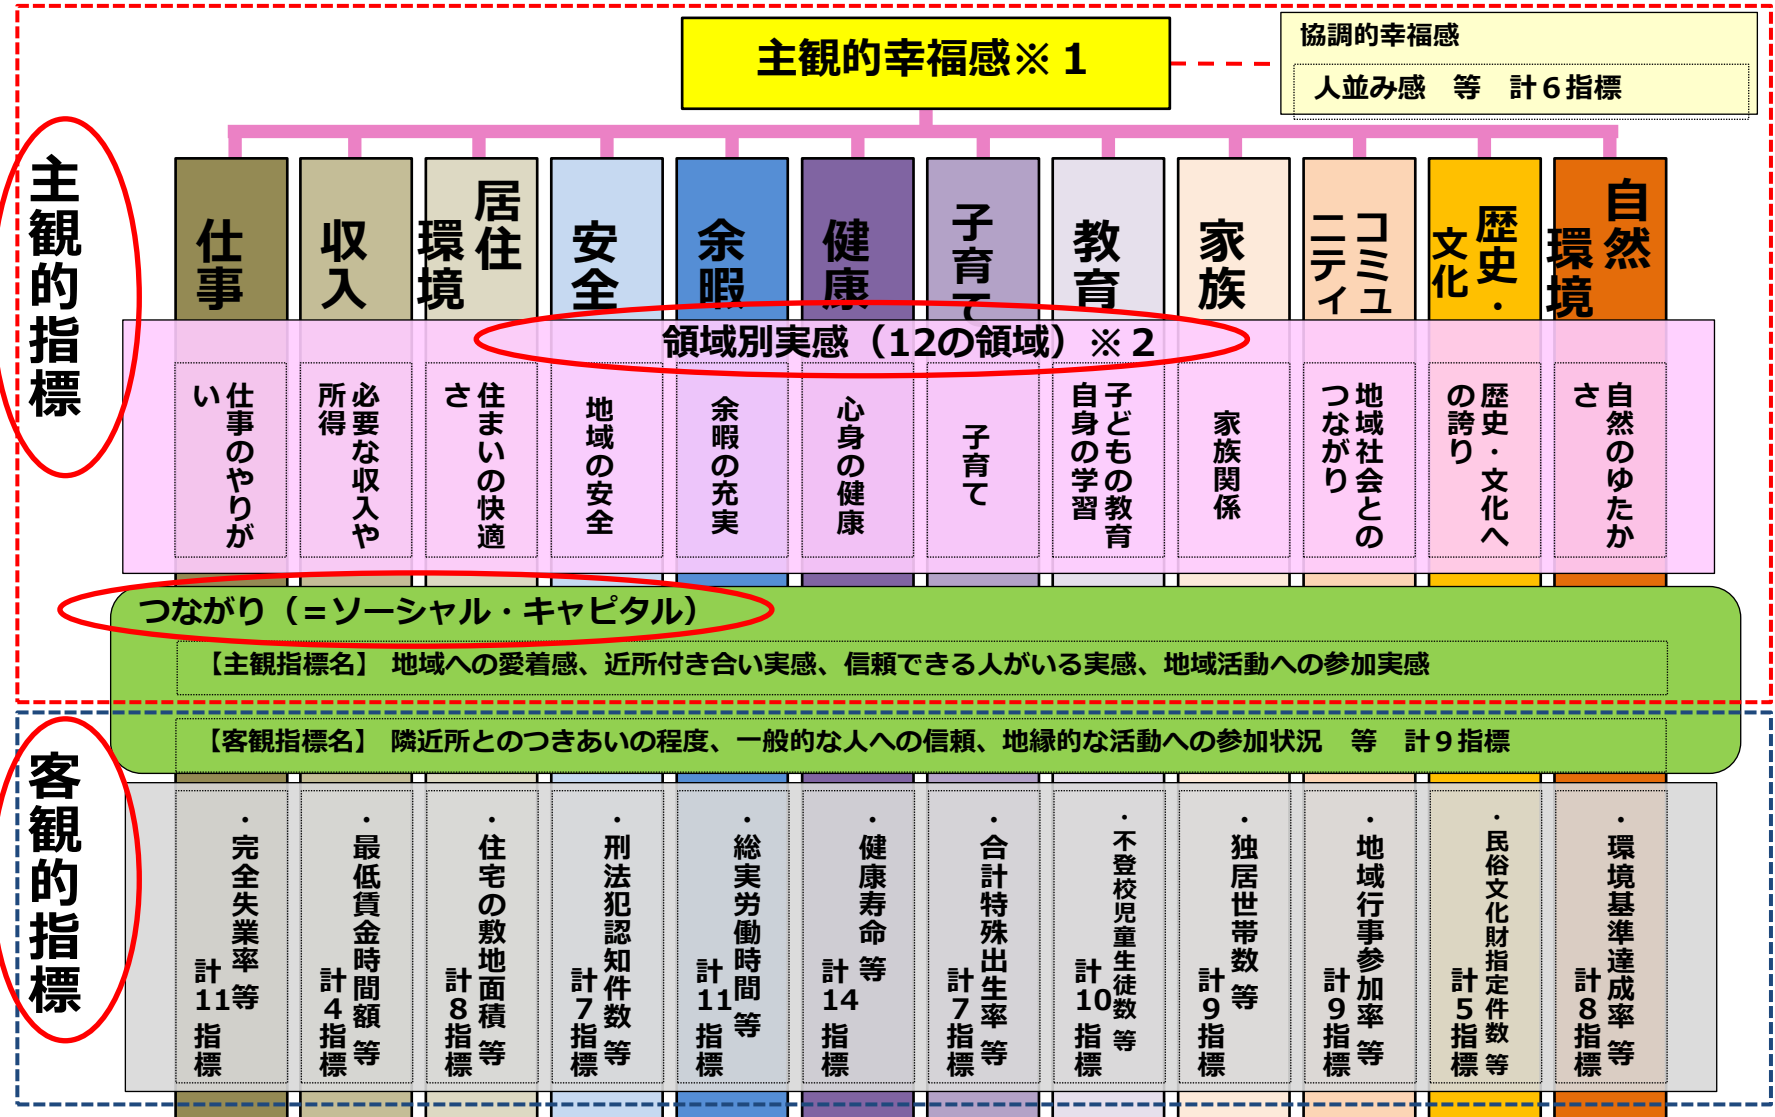 主観的幸福感※１
協調的幸福感
人並み感　等　計６指標
主観的指標
仕事
収入
居住
環境
安全
余暇
健康
子育て
教育
家族
コミュ
ニティ
歴史・
文化
自然
環境
領域別実感（12の領域）※２
仕事のやりが
い
必要な収入や
所得
住まいの快適
さ
地域の安全
余暇の充実
心身の健康
子育て
子どもの教育
自身の学習
家族関係
地域社会との
つながり
歴史・文化へ
の誇り
自然のゆたか
さ
つながり（=ソーシャル・キャピタル）
【主観指標名】 地域への愛着感、近所付き合い実感、信頼できる人がいる実感、地域活動への参加実感
【客観指標名】 隣近所とのつきあいの程度、一般的な人への信頼、地縁的な活動への参加状況　等　計９指標
客観的指標
・完全失業率等
計11指標
・最低賃金時間額等
計4指標
・住宅の敷地面積等
計8指標
・刑法犯認知件数等
計7指標
・総実労働時間等
計11指標
・健康寿命等
計14指標
・合計特殊出生率等
計7指標
・不登校児童生徒数等
計10指標
・独居世帯数等
計9指標
・地域行事参加率等
計9指標
・民俗文化財指定件数等
計5指標
・環境基準達成率等
計8指標